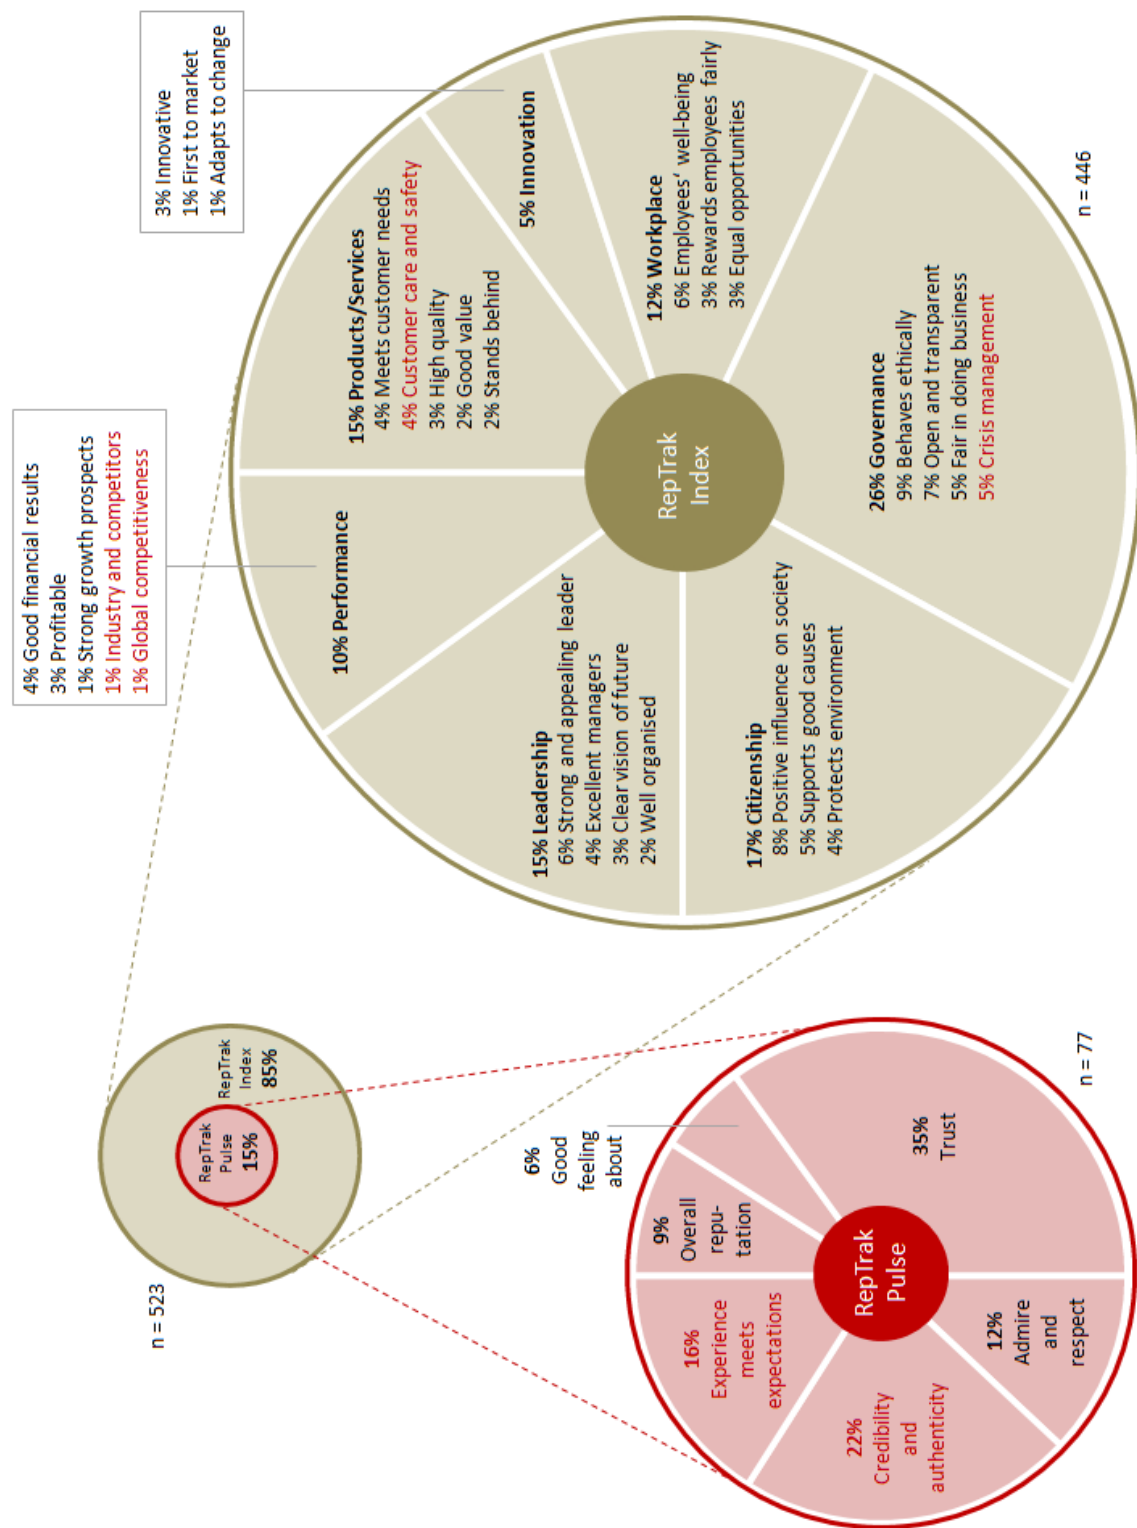 n = 523
RepTrak
Pulse
15%
RepTrak
Index
85%
4% Good financial results
3% Profitable
1% Strong growth prospects
1% Industry and competitors
1% Global competitiveness
3% Innovative
1% First to market
1% Adapts to change
10% Performance
15% Products/Services
4% Meets customer needs
4% Customer care and safety
3% High quality
2% Good value
2% Stands behind
5% Innovation
12% Workplace
6% Employees‘ well-being
3% Rewards employees fairly
3% Equal opportunities
RepTrak
Index
15% Leadership
6% Strong and appealing leader
4% Excellent managers
3% Clear vision of future
2% Well organised
17% Citizenship
8% Positive influence on society
5% Supports good causes
4% Protects environment
26% Governance
9% Behaves ethically
7% Open and transparent
5% Fair in doing business
5% Crisis management
n = 446
6%
Good
feeling
about
9%
Overall
repu-
tation
16%
Experience
meets
expectations
RepTrak
Pulse
35%
Trust
22%
Credibility
and
authenticity
12%
Admire
and
respect
n = 77